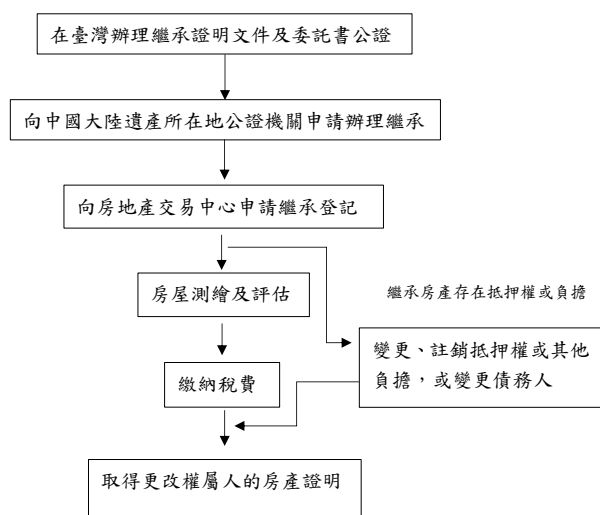 在臺灣辦理繼承證明文件及委託書公證
向中國大陸遺產所在地公證機關申請辦理繼承
向房地產交易中心申請繼承登記
房屋測繪及評估
繼承房產存在抵押權或負擔
變更、註銷抵押權或其他
負擔，或變更債務人
繳納稅費
取得更改權屬人的房產證明